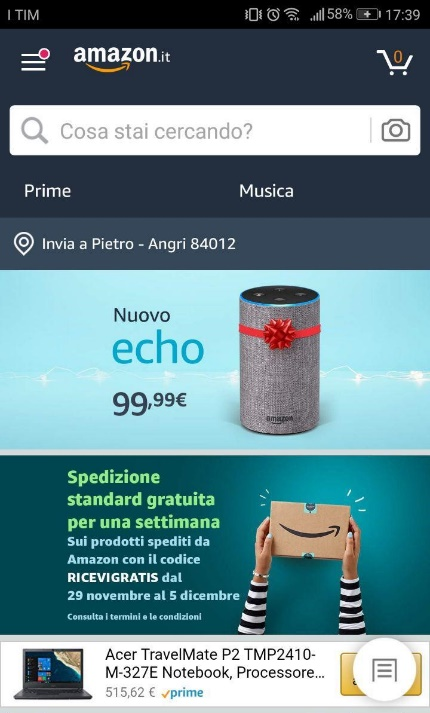 I TIM 58% 17:39
amazon.it
0
Cosa stai cercando?
Prime Musica
Invia a Pietro - Angri 84012
Nuovo
echo
99,99€
amazon
Spedizione
standard gratuita
per una settimana
Sui prodotti spediti da
Amazon con il codice
RICEVIGRATIS dal
29 novembre al 5 dicembre
Consulta i termini e le condizioni
Acer TravelMate P2 TMP2410-
M-327E Notebook, Processore...
515,62 € prime